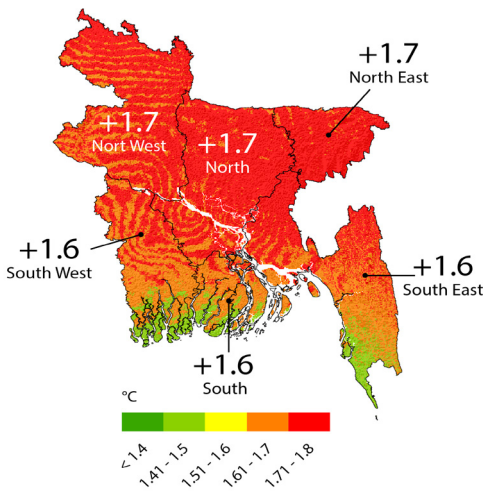 +1.7
North East
+1.7
Nort West
+1.7
North
+1.6
South West
+1.6
South East
+1.6
South
°C
< 1.4
1.41 - 1.5
1.51 - 1.6
1.61 - 1.7
1.71 - 1.8